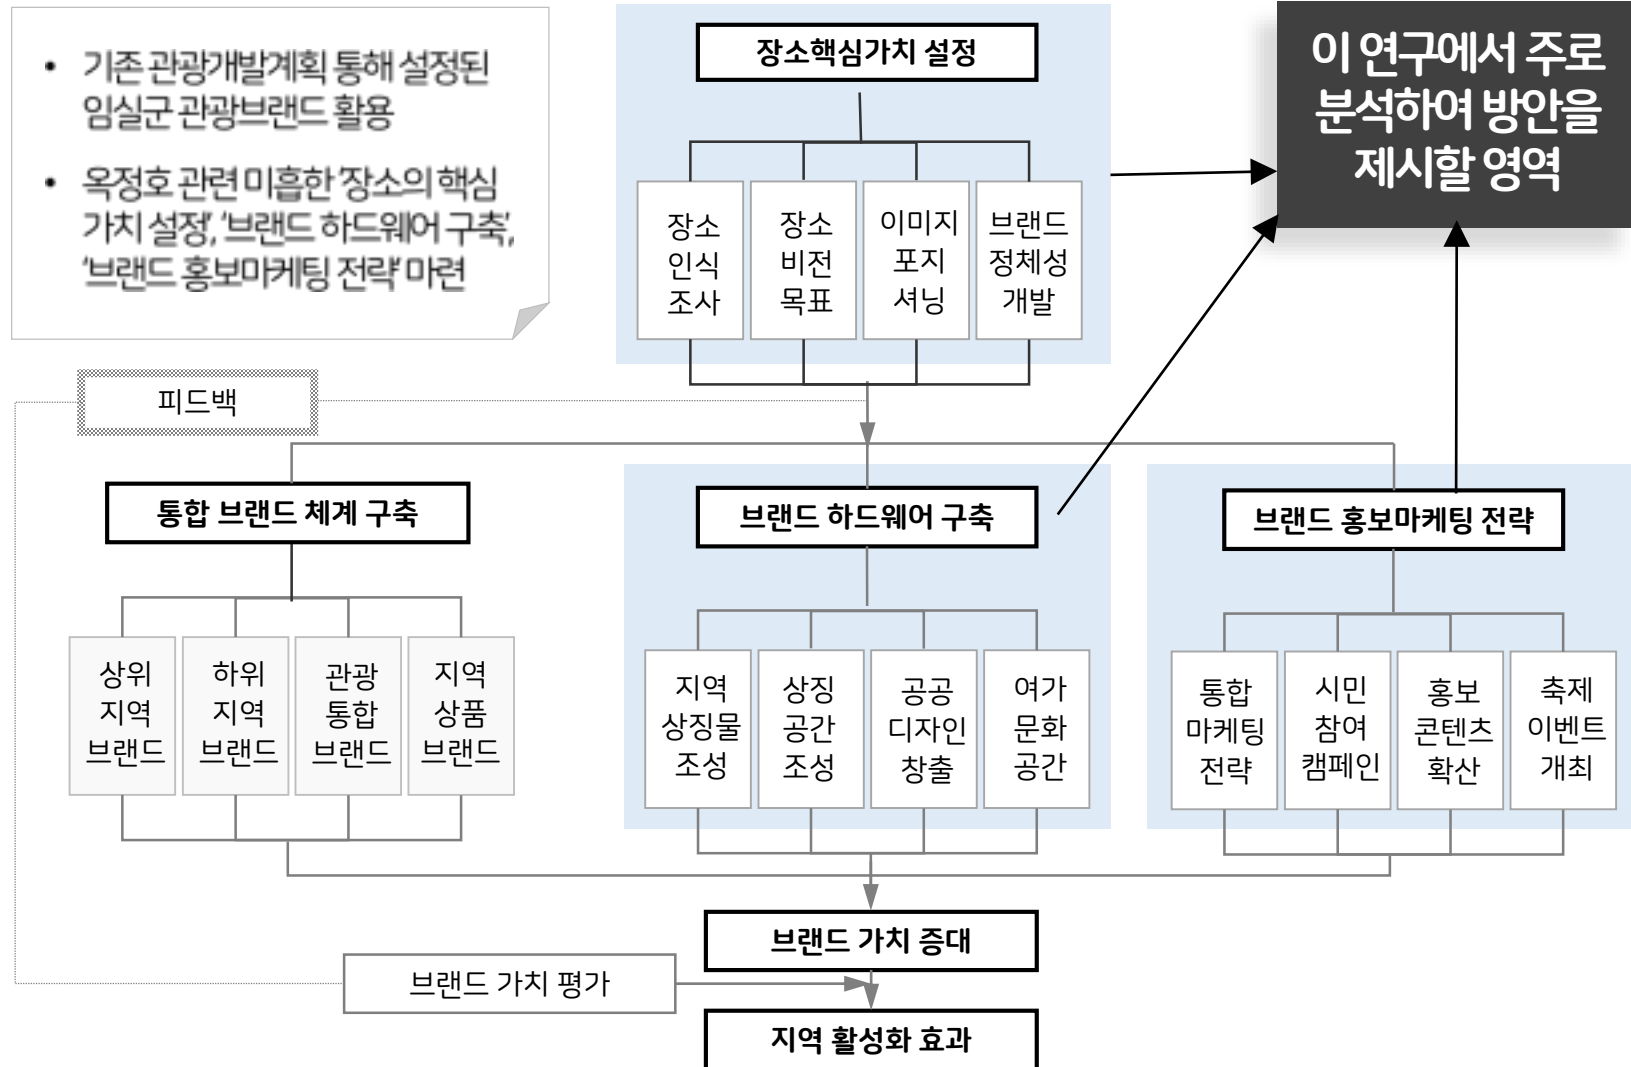 • 기존 관광개발계획 통해 설정된
임실군 관광브랜드 활용
• 옥정호 관련 미흡한 '장소의 핵심
가치 설정', '브랜드 하드웨어 구축',
'브랜드 홍보마케팅 전략' 마련
장소핵심가치 설정
장소
인식
조사
장소
비전
목표
이미지
포지
셔닝
브랜드
정체성
개발
이 연구에서 주로
분석하여 방안을
제시할 영역
피드백
통합 브랜드 체계 구축
상위
지역
브랜드
하위
지역
브랜드
관광
통합
브랜드
지역
상품
브랜드
브랜드 하드웨어 구축
지역
상징물
조성
상징
공간
조성
공공
디자인
창출
여가
문화
공간
브랜드 홍보마케팅 전략
통합
마케팅
전략
시민
참여
캠페인
홍보
콘텐츠
확산
축제
이벤트
개최
브랜드 가치 증대
브랜드 가치 평가
지역 활성화 효과